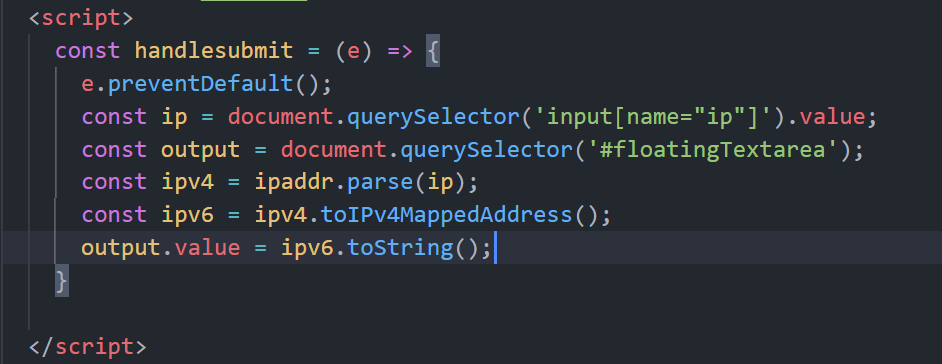 <script>
const handlesubmit = (e) => {
e.preventDefault();
const ip = document.querySelector('input[name="ip"]').value;
const output = document.querySelector('#floatingTextarea');
const ipv4 = ipaddr.parse(ip);
const ipv6 = ipv4.toIPv4MappedAddress();
output.value = ipv6.toString();
}
</script>